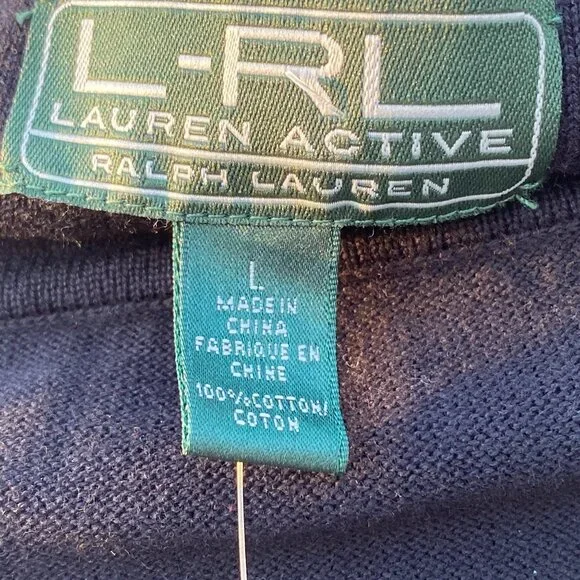 L-RL
LAUREN ACTIVE
RALPH LAUREN
L
MADE IN
CHINA
FABRIQUE EN
CHINE
100%COTTON/
COTON